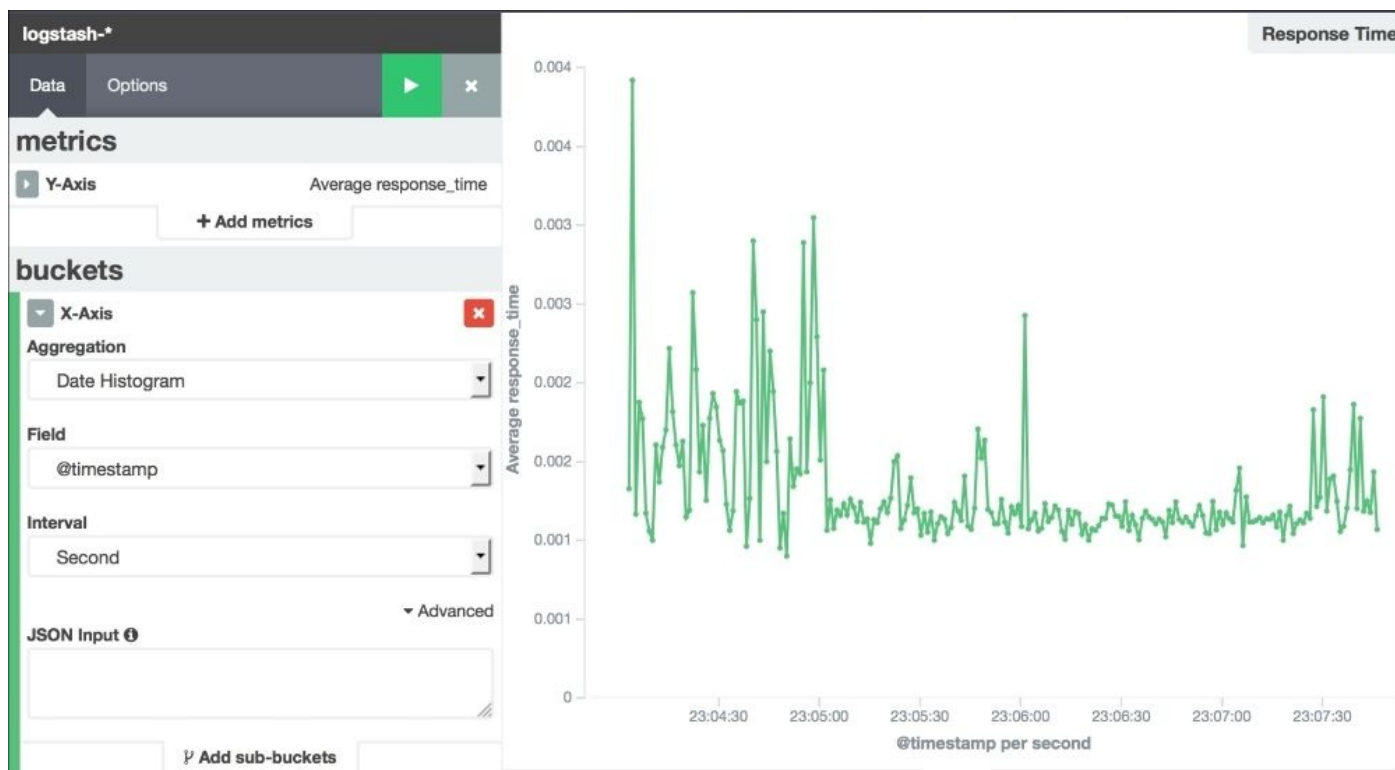 logstash-*
Data Options
metrics
Y-Axis Average response_time
+ Add metrics
buckets
X-Axis
Aggregation
Date Histogram
Field
@timestamp
Interval
Second
Advanced
JSON Input
Add sub-buckets
Response Time
0.004
0.004
0.003
0.003
0.002
0.002
0.001
0.001
0
Average response_time
23:04:30 23:05:00 23:05:30 23:06:00 23:06:30 23:07:00 23:07:30
@timestamp per second